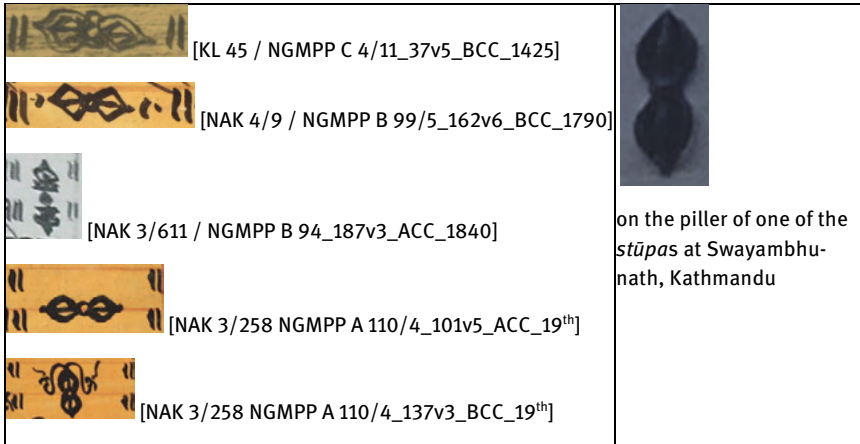 [KL 45 / NGMPP C 4/11_37v5_BCC_1425]
[NAK 4/9 / NGMPP B 99/5_162v6_BCC_1790]
[NAK 3/611 / NGMPP B 94_187v3_ACC_1840]
[NAK 3/258 NGMPP A 110/4_101v5_ACC_19th]
[NAK 3/258 NGMPP A 110/4_137v3_BCC_19th]
on the piller of one of the
stūpas at Swayambhu-
nath, Kathmandu